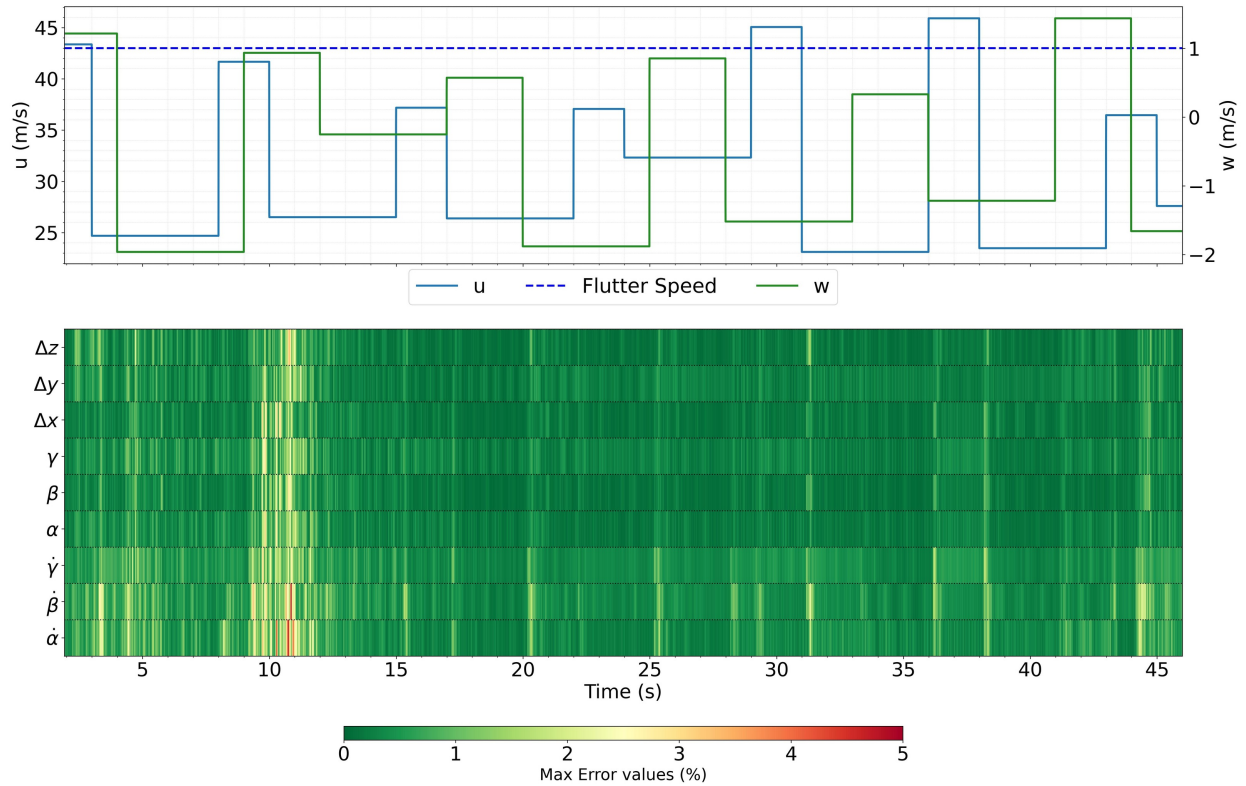 45
40
35
30
25
u (m/s)
1
0
−1
−2
w (m/s)
u Flutter Speed w
Δz
Δy
Δx
γ
β
α
γ̇
β̇
α̇
5 10 15 20 25 30 35 40 45
Time (s)
0 1 2 3 4 5
Max Error values (%)